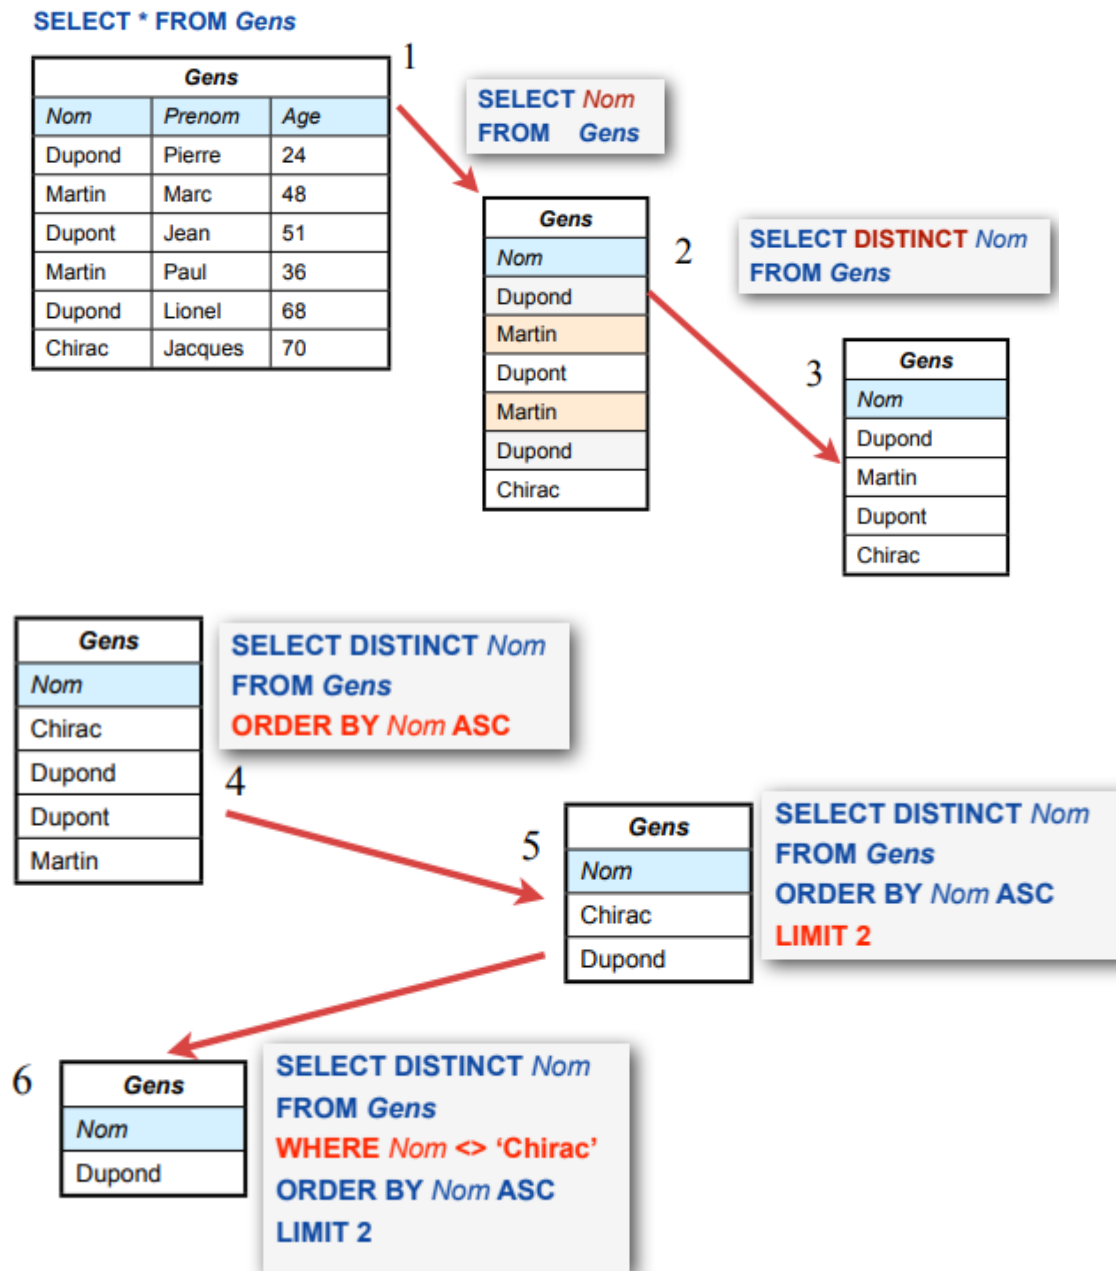 SELECT * FROM Gens
1
Gens
Nom Prenom Age
Dupond Pierre 24
Martin Marc 48
Dupont Jean 51
Martin Paul 36
Dupond Lionel 68
Chirac Jacques 70
SELECT Nom
FROM Gens
Gens
Nom
Dupond
Martin
Dupont
Martin
Dupond
Chirac
2
SELECT DISTINCT Nom
FROM Gens
3
Gens
Nom
Dupond
Martin
Dupont
Chirac
Gens
Nom
Chirac
Dupond
Dupont
Martin
SELECT DISTINCT Nom
FROM Gens
ORDER BY Nom ASC
4
5
Gens
Nom
Chirac
Dupond
SELECT DISTINCT Nom
FROM Gens
ORDER BY Nom ASC
LIMIT 2
6
Gens
Nom
Dupond
SELECT DISTINCT Nom
FROM Gens
WHERE Nom <> ‘Chirac’
ORDER BY Nom ASC
LIMIT 2